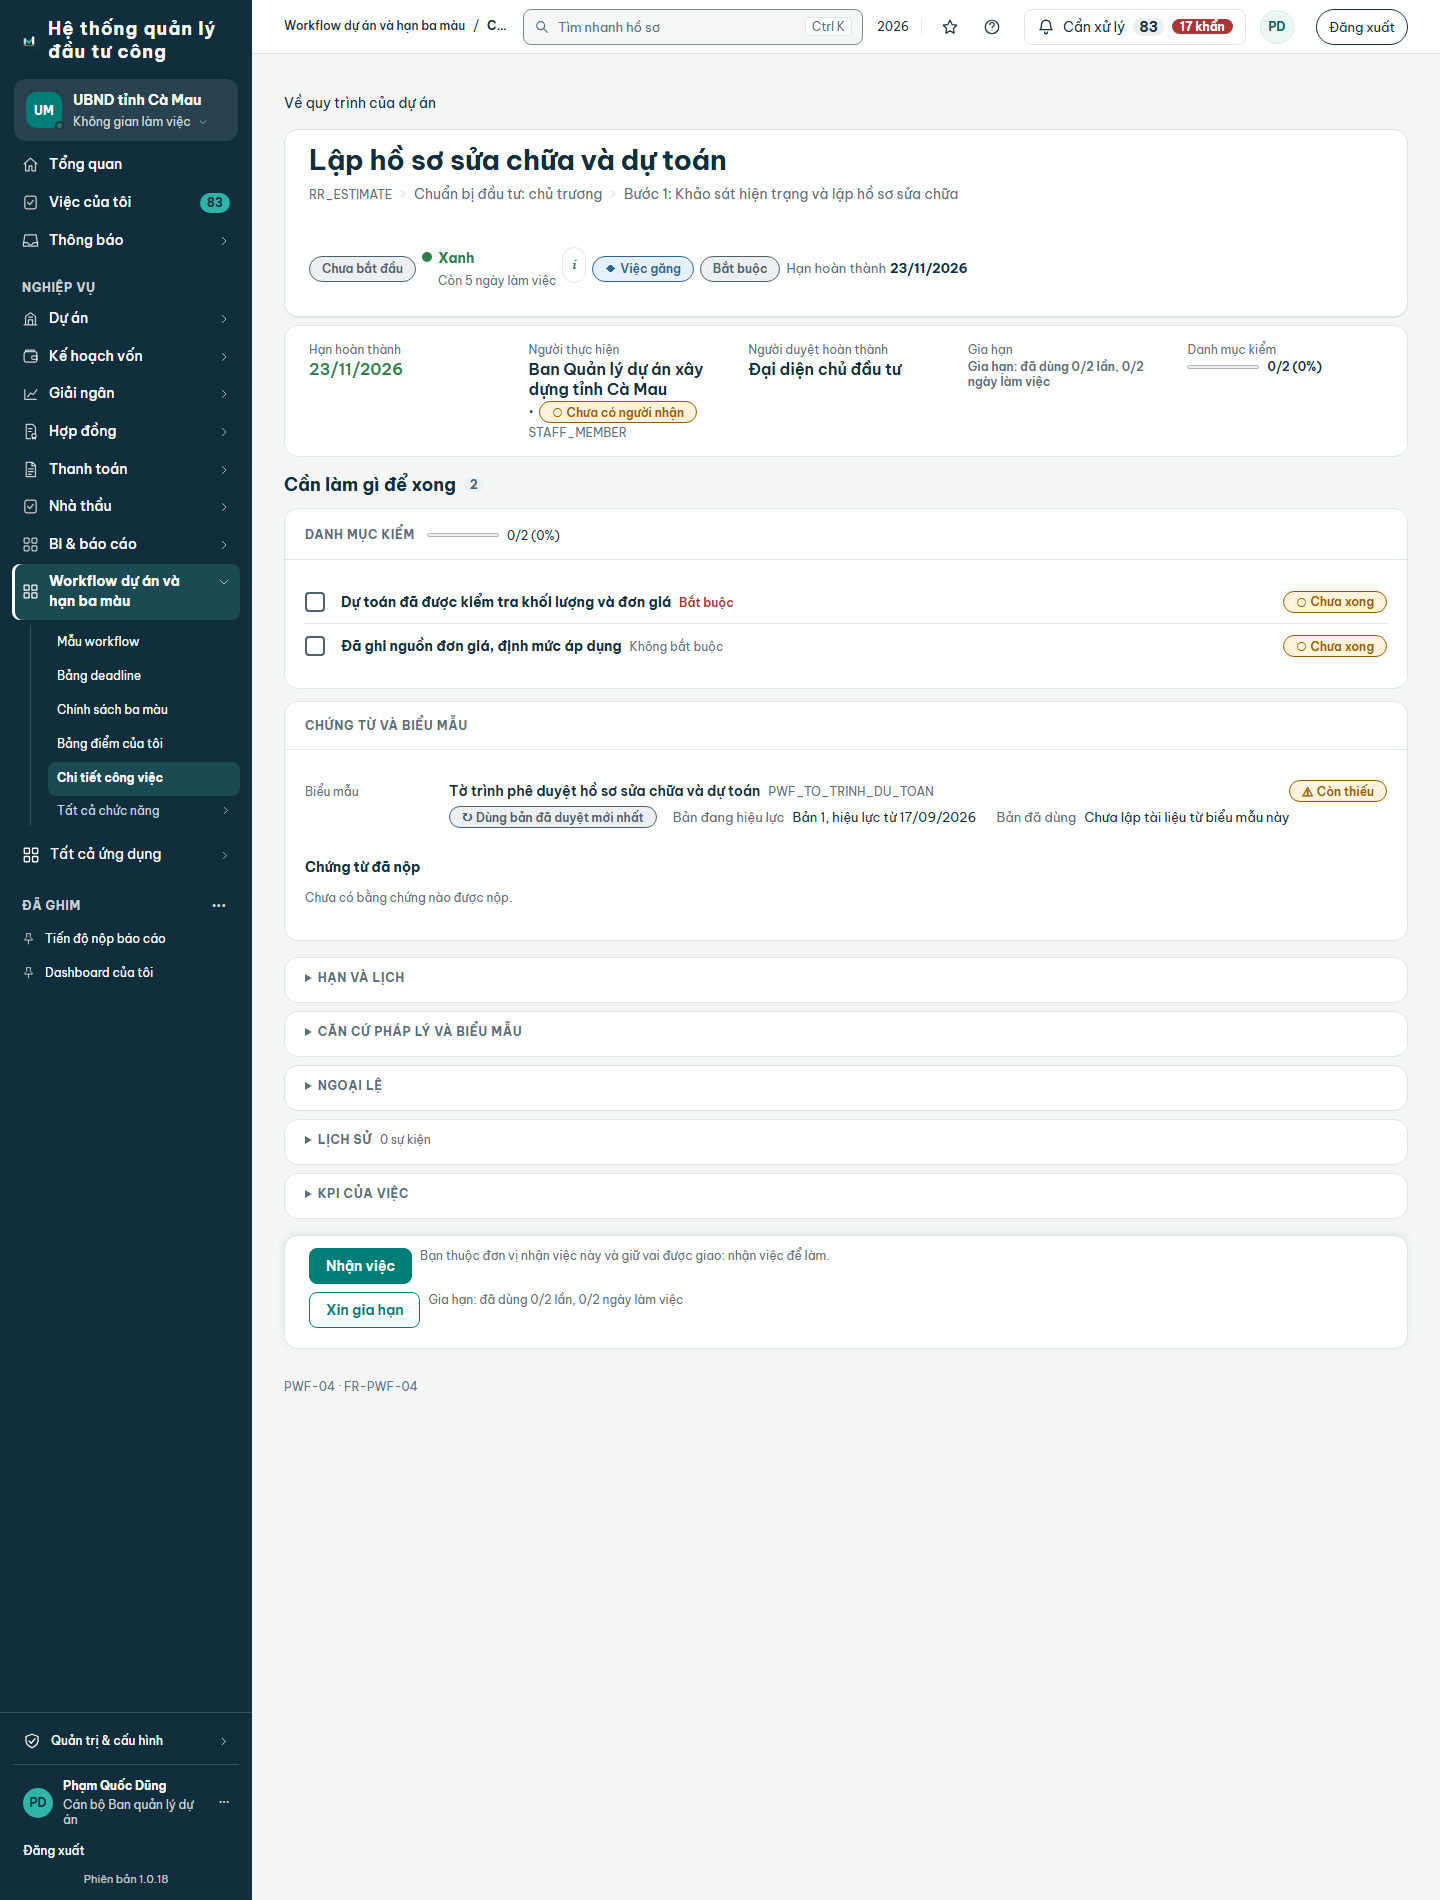 Hệ thống quản lý
đầu tư công
UM
UBND tỉnh Cà Mau
Không gian làm việc
Tổng quan
Việc của tôi 83
Thông báo
NGHIỆP VỤ
Dự án
Kế hoạch vốn
Giải ngân
Hợp đồng
Thanh toán
Nhà thầu
BI & báo cáo
Workflow dự án và
hạn ba màu
Mẫu workflow
Bảng deadline
Chính sách ba màu
Bảng điểm của tôi
Chi tiết công việc
Tất cả chức năng
Tất cả ứng dụng
ĐÃ GHIM
Tiến độ nộp báo cáo
Dashboard của tôi
Quản trị & cấu hình
PD
Phạm Quốc Dũng
Cán bộ Ban quản lý dự
án
Đăng xuất
Phiên bản 1.0.18
Workflow dự án và hạn ba màu / C... Tìm nhanh hồ sơ Ctrl K 2026 Cần xử lý 83 17 khẩn PD Đăng xuất
Về quy trình của dự án
Lập hồ sơ sửa chữa và dự toán
RR_ESTIMATE › Chuẩn bị đầu tư: chủ trương › Bước 1: Khảo sát hiện trạng và lập hồ sơ sửa chữa
Chưa bắt đầu Xanh i Việc găng Bắt buộc Hạn hoàn thành 23/11/2026
Còn 5 ngày làm việc
Hạn hoàn thành
23/11/2026
Người thực hiện
Ban Quản lý dự án xây
dựng tỉnh Cà Mau
• Chưa có người nhận
STAFF_MEMBER
Người duyệt hoàn thành
Đại diện chủ đầu tư
Gia hạn
Gia hạn: đã dùng 0/2 lần, 0/2
ngày làm việc
Danh mục kiểm
0/2 (0%)
Cần làm gì để xong 2
DANH MỤC KIỂM 0/2 (0%)
Dự toán đã được kiểm tra khối lượng và đơn giá Bắt buộc Chưa xong
Đã ghi nguồn đơn giá, định mức áp dụng Không bắt buộc Chưa xong
CHỨNG TỪ VÀ BIỂU MẪU
Biểu mẫu Tờ trình phê duyệt hồ sơ sửa chữa và dự toán PWF_TO_TRINH_DU_TOAN Còn thiếu
Dùng bản đã duyệt mới nhất Bản đang hiệu lực Bản 1, hiệu lực từ 17/09/2026 Bản đã dùng Chưa lập tài liệu từ biểu mẫu này
Chứng từ đã nộp
Chưa có bằng chứng nào được nộp.
HẠN VÀ LỊCH
CĂN CỨ PHÁP LÝ VÀ BIỂU MẪU
NGOẠI LỆ
LỊCH SỬ 0 sự kiện
KPI CỦA VIỆC
Nhận việc Bạn thuộc đơn vị nhận việc này và giữ vai được giao: nhận việc để làm.
Xin gia hạn Gia hạn: đã dùng 0/2 lần, 0/2 ngày làm việc
PWF-04 · FR-PWF-04